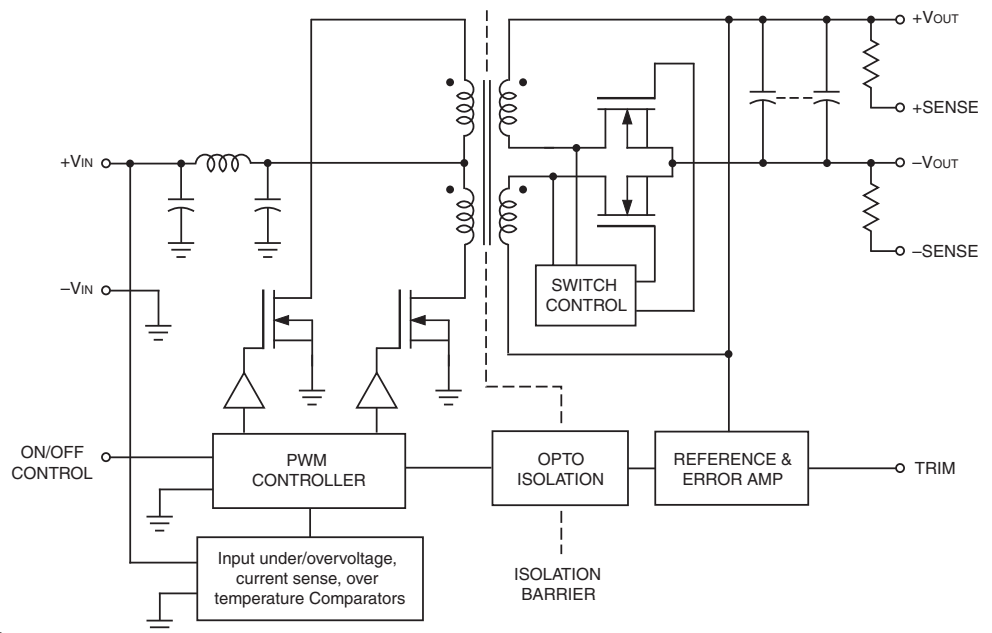 +VOUT
+SENSE
+VIN
–VOUT
–SENSE
–VIN
SWITCH
CONTROL
ON/OFF
CONTROL
PWM
CONTROLLER
OPTO
ISOLATION
REFERENCE &
ERROR AMP
TRIM
Input under/overvoltage,
current sense, over
temperature Comparators
ISOLATION
BARRIER